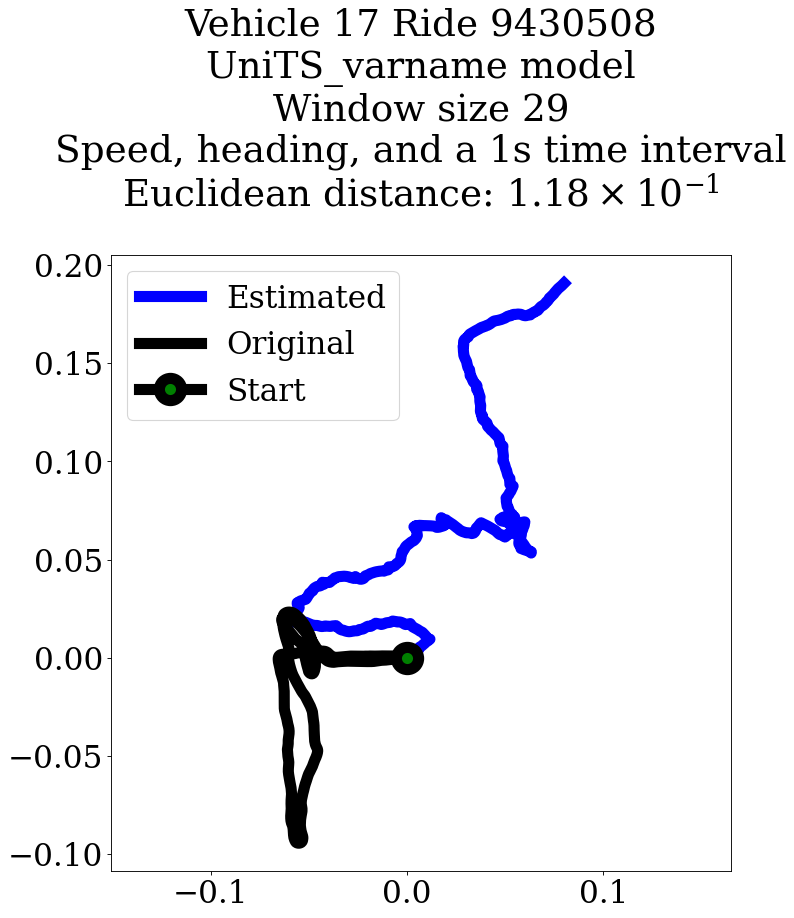 Vehicle 17 Ride 9430508
UniTS_varname model
Window size 29
Speed, heading, and a 1s time interval
Euclidean distance: 1.18 × 10⁻¹
0.20
Estimated
Original
Start
0.15
0.10
0.05
0.00
−0.05
−0.10
−0.1 0.0 0.1